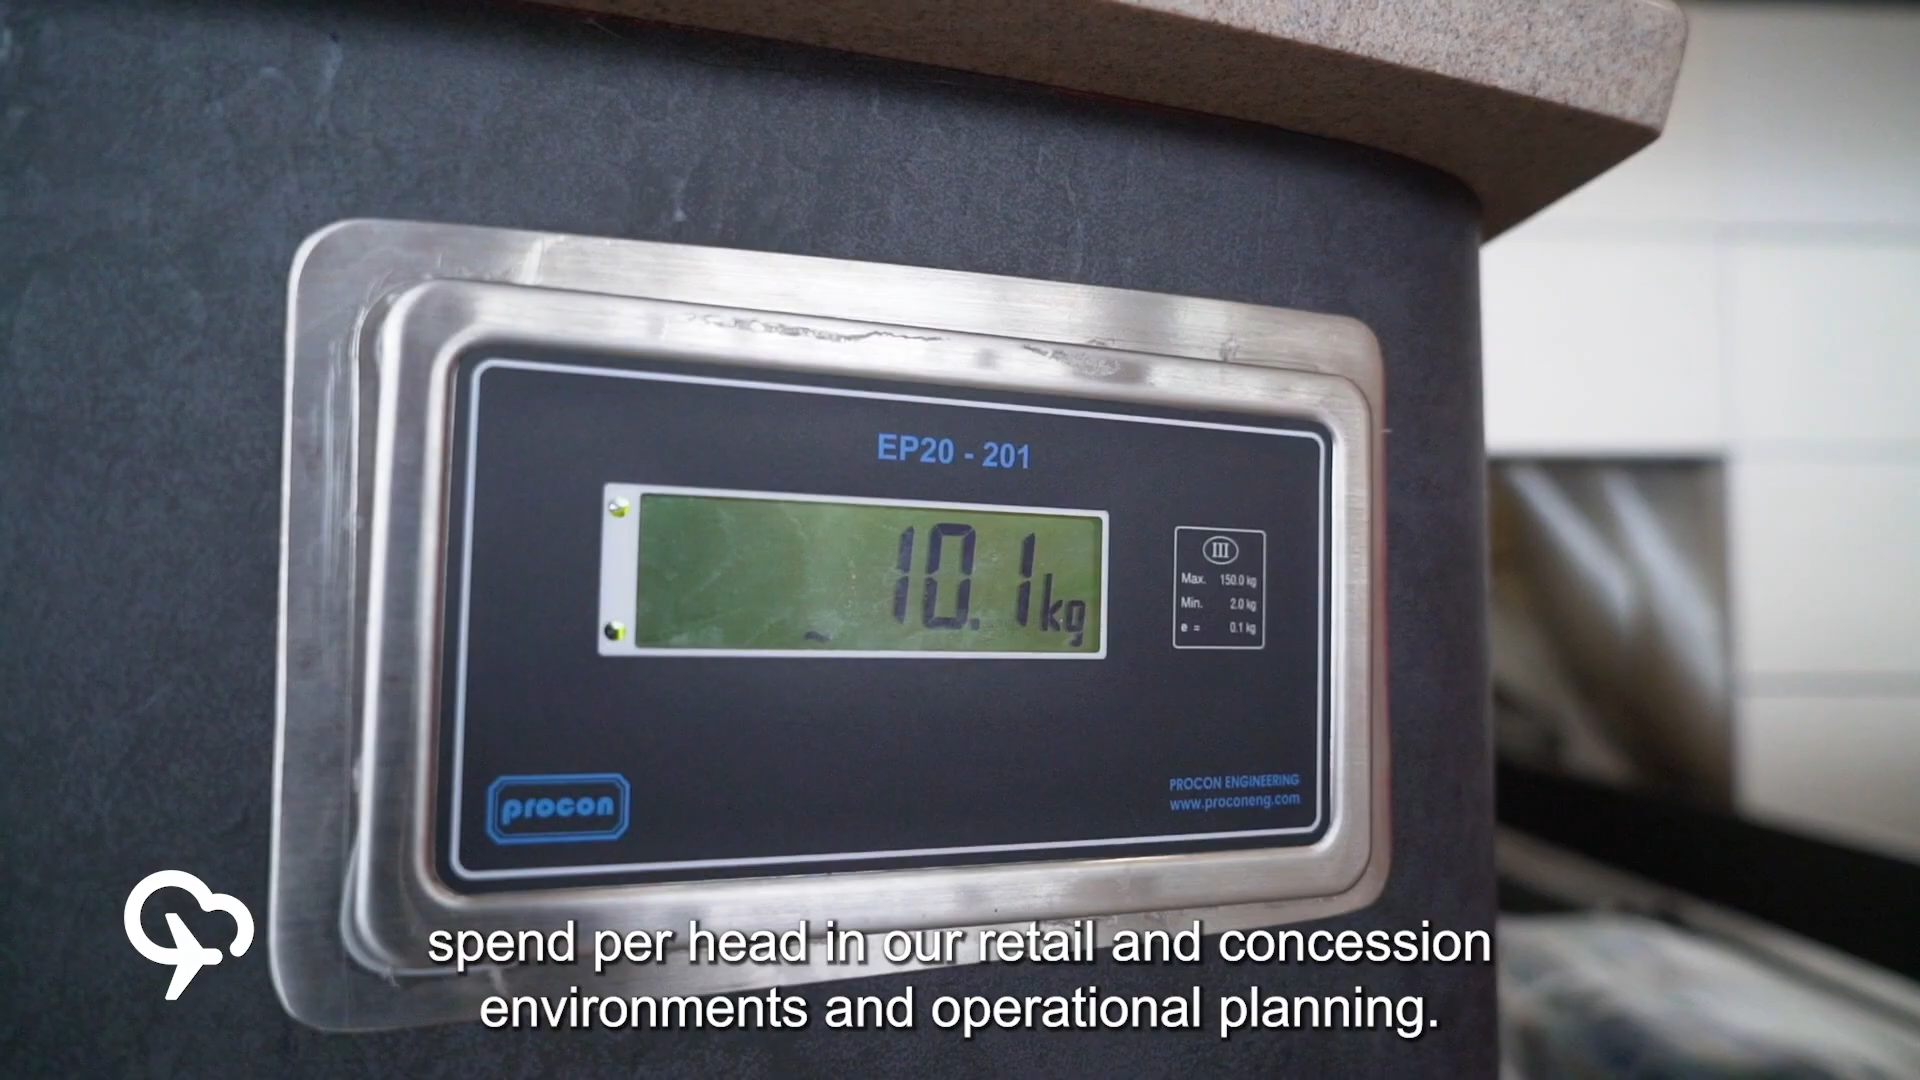 EP20 - 201
10.1kg
III
Max. 150.0 kg
Min. 2.0 kg
e = 0.1 kg
procon
PROCON ENGINEERING
www.proconeng.com
spend per head in our retail and concession
environments and operational planning.